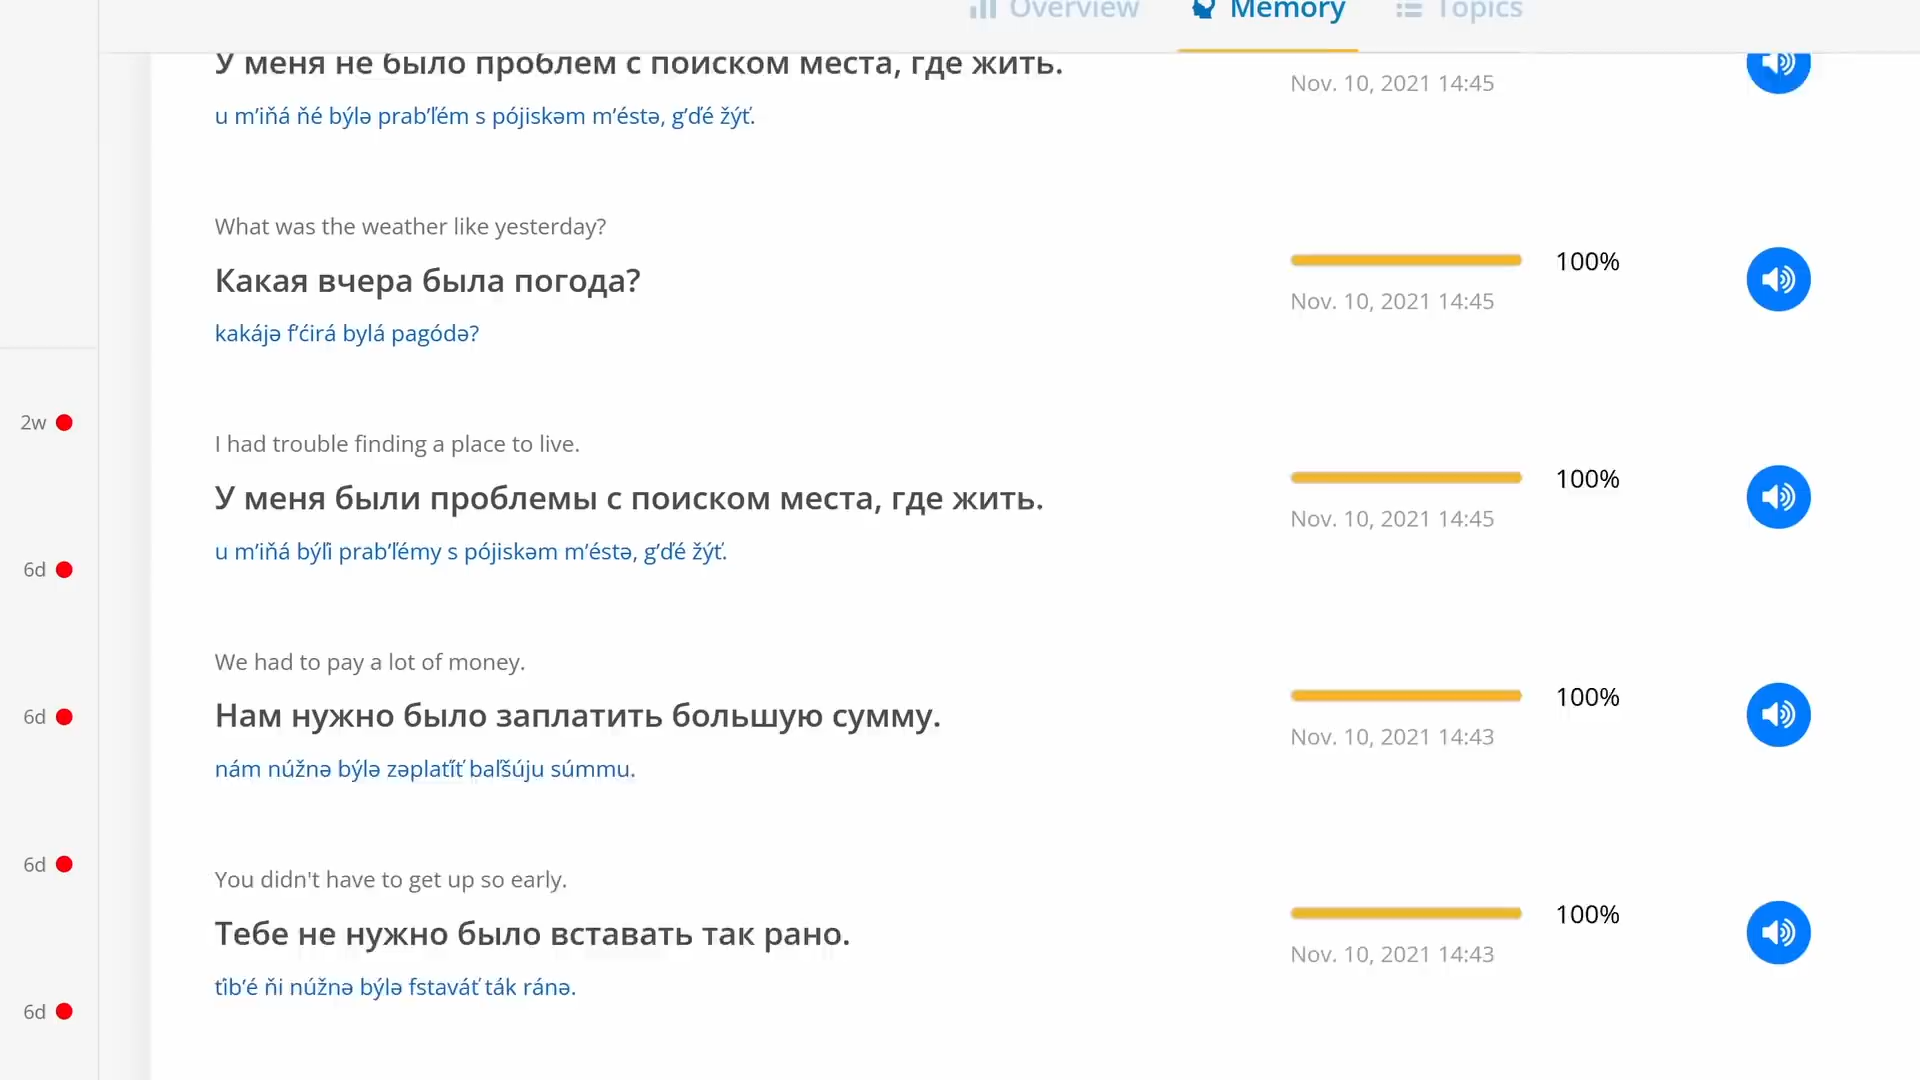 Overview
Memory
Topics
У меня не было проблем с поиском места, где жить.
Nov. 10, 2021 14:45
u m’iňá ňé býlə prab’ľém s pójiskəm m’éstə, g’ďé žýť.
What was the weather like yesterday?
100%
Какая вчера была погода?
Nov. 10, 2021 14:45
kakájə f’ćirá bylá pagódə?
2w
I had trouble finding a place to live.
100%
У меня были проблемы с поиском места, где жить.
Nov. 10, 2021 14:45
u m’iňá býľi prab’ľémy s pójiskəm m’éstə, g’ďé žýť.
6d
We had to pay a lot of money.
100%
Нам нужно было заплатить большую сумму.
6d
Nov. 10, 2021 14:43
nám núžnə býlə zəplaťíť baľšúju súmmu.
6d
You didn't have to get up so early.
100%
Тебе не нужно было вставать так рано.
Nov. 10, 2021 14:43
ťib’é ňi núžnə býlə fstaváť ták ránə.
6d